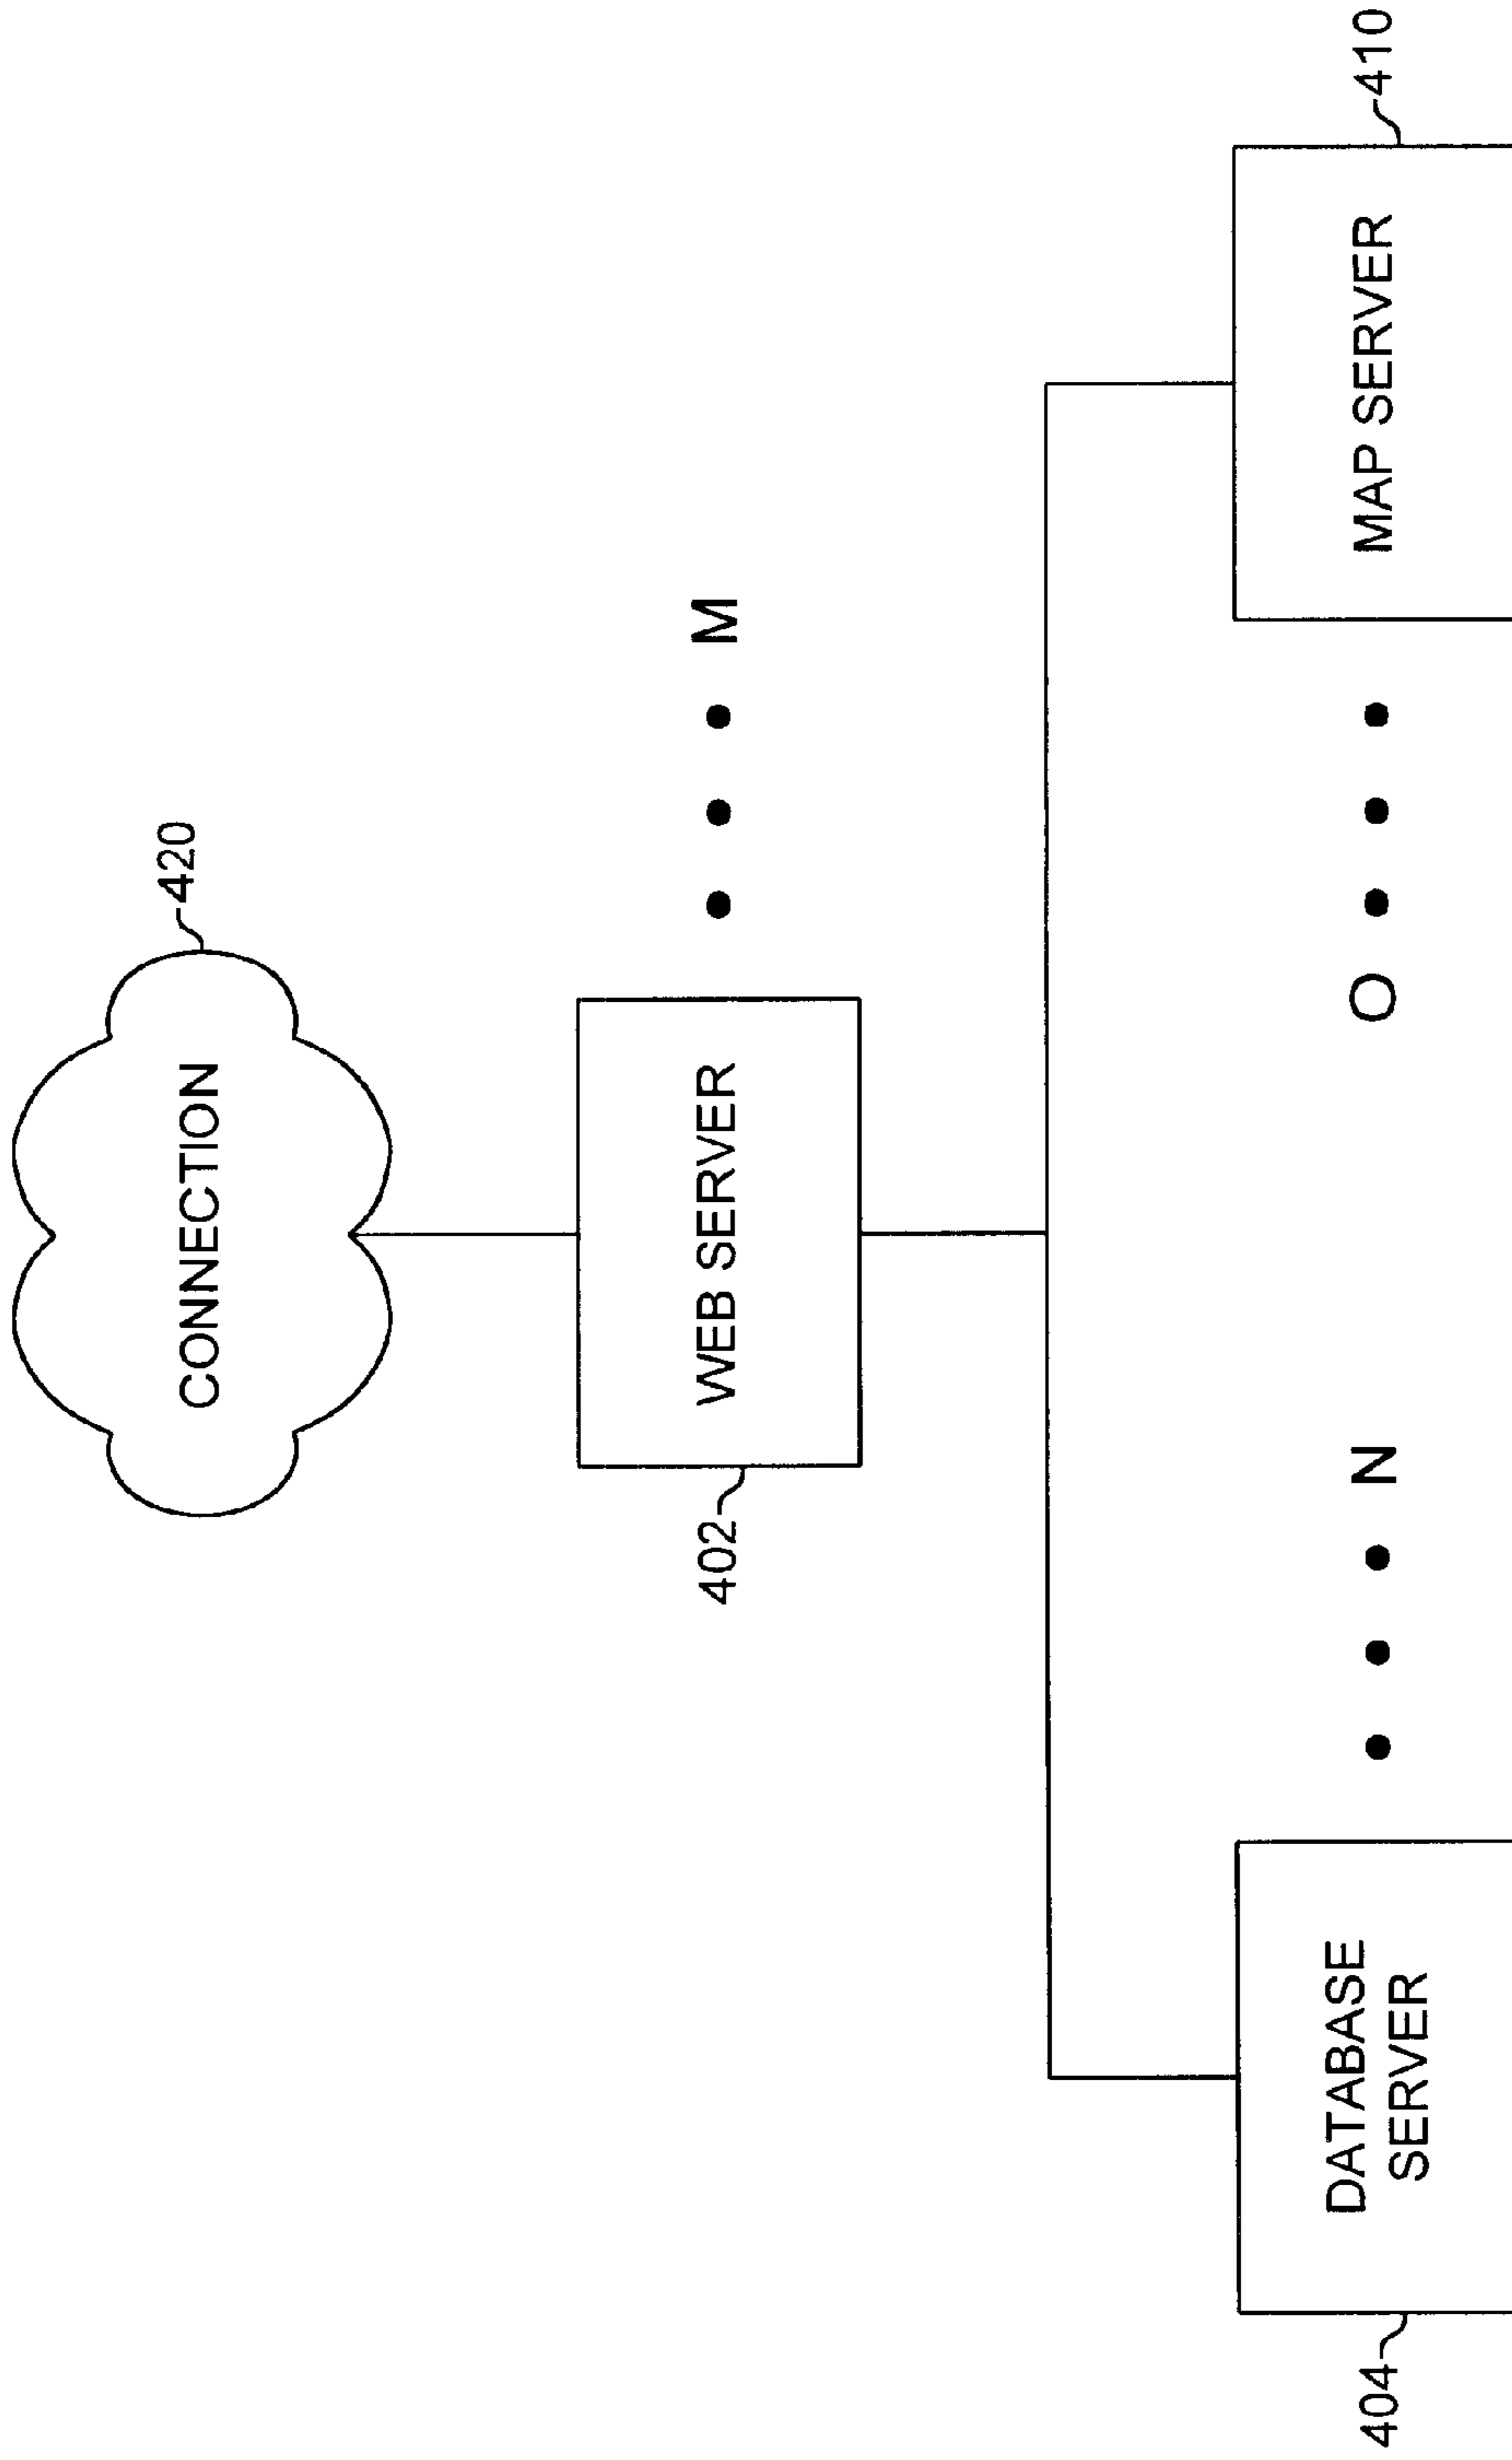 CONNECTION
420
402
WEB SERVER
M
404
DATABASE
SERVER
N
O
MAP SERVER
410